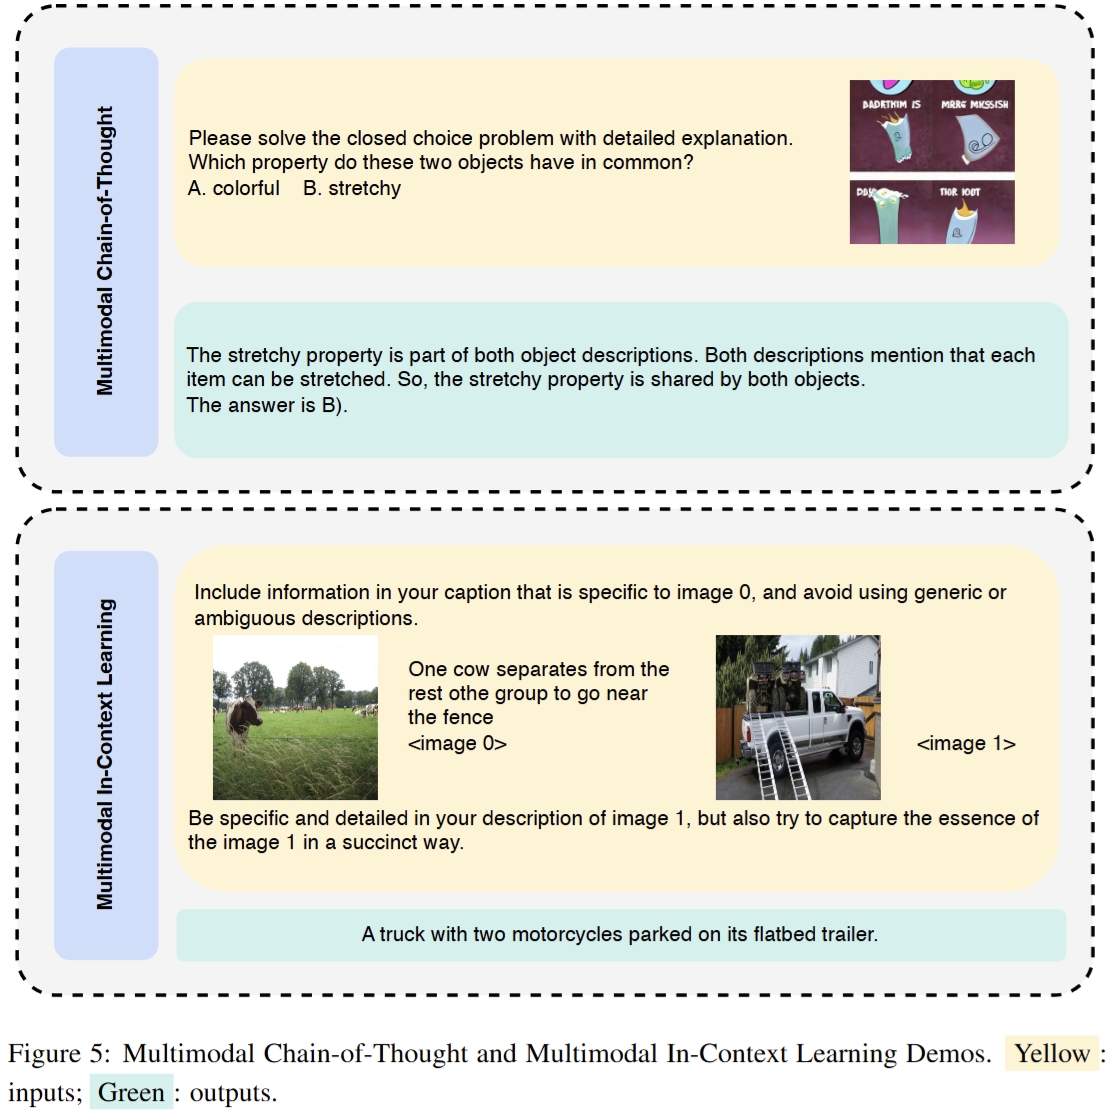 Multimodal Chain-of-Thought
Please solve the closed choice problem with detailed explanation.
Which property do these two objects have in common?
A. colorful B. stretchy
DADRTHIM IS
MRRG MKSSISH
TIOR IOOT
The stretchy property is part of both object descriptions. Both descriptions mention that each
item can be stretched. So, the stretchy property is shared by both objects.
The answer is B).
Multimodal In-Context Learning
Include information in your caption that is specific to image 0, and avoid using generic or
ambiguous descriptions.
One cow separates from the
rest othe group to go near
the fence
<image 0>
<image 1>
Be specific and detailed in your description of image 1, but also try to capture the essence of
the image 1 in a succinct way.
A truck with two motorcycles parked on its flatbed trailer.
Figure 5: Multimodal Chain-of-Thought and Multimodal In-Context Learning Demos. Yellow :
inputs; Green : outputs.